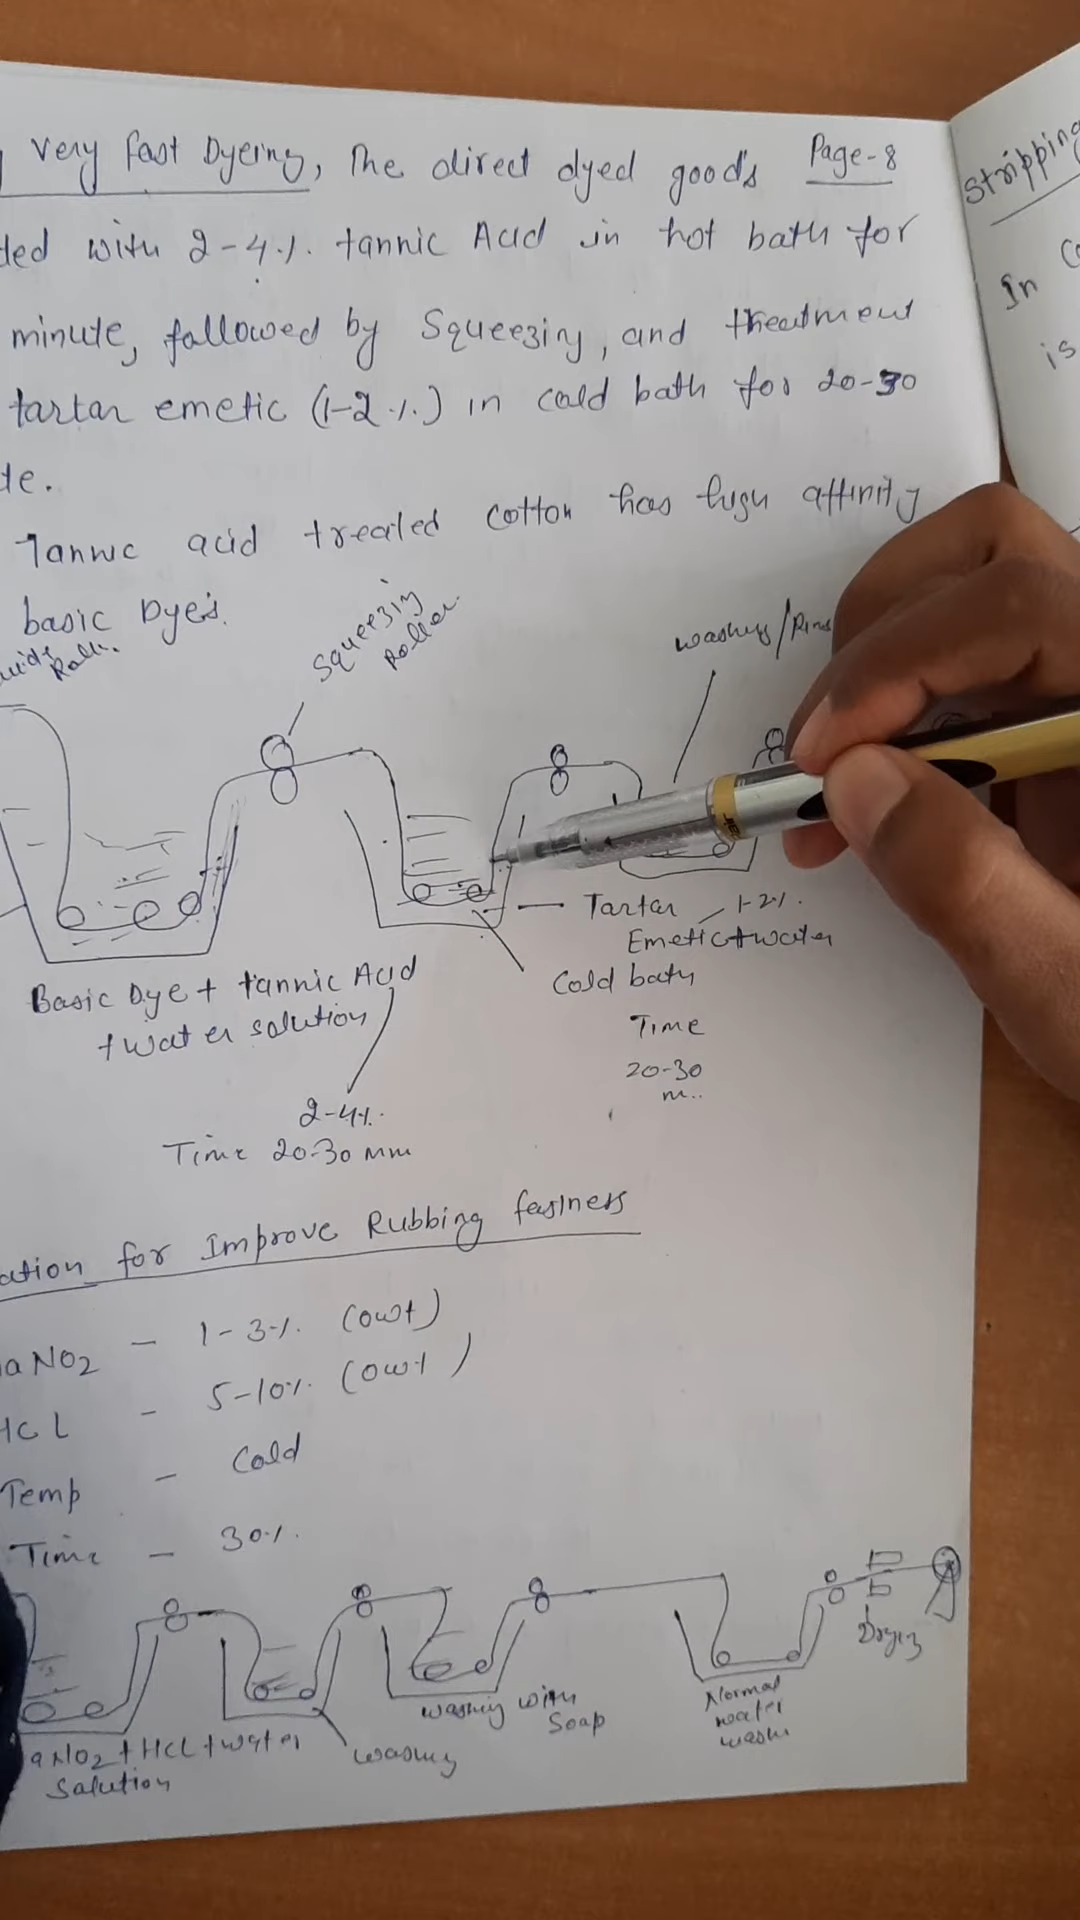 Very fast Dyeing, The direct dyed goods Page-8
ded with 2-4%. tannic Acid in hot bath for
minute, followed by Squeezing, and theatment
tartar emetic (1-2%.) in cold bath for 20-30
te.
Tannic acid treated cotton has high affinity
basic Dyes.
uide Roller.
Squeezing Roller.
washing/Rins
Tartar 1-2%.
Emetic+water
Cold bath
Time
20-30
m..
Basic Dye + tannic Acid
+ water solution
2-4%.
Time 20-30 min
ation for Improve Rubbing fastness
aNO2 - 1-3%. (owt)
HCL - 5-10%. (owt)
Temp - Cold
Time - 30%.
Drying
aNO2+HCL+water
Solution
washing
washing with
Soap
Normal
water
wash
stripping
In Co
is